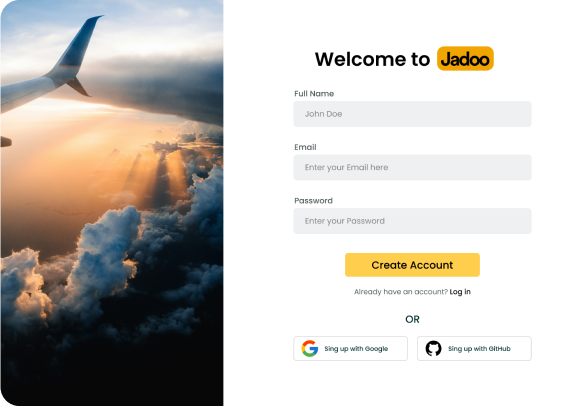 Welcome to Jadoo
Full Name
John Doe
Email
Enter your Email here
Password
Enter your Password
Create Account
Already have an account? Log in
OR
Sing up with Google
Sing up with GitHub